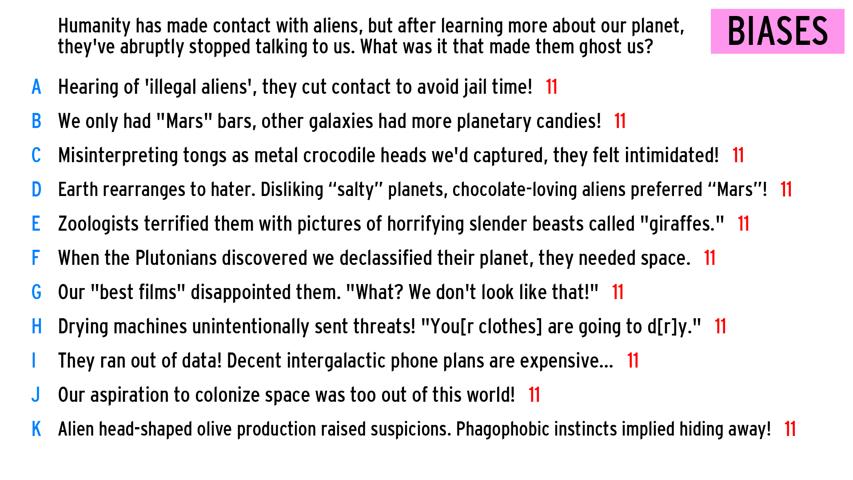 Humanity has made contact with aliens, but after learning more about our planet,
they've abruptly stopped talking to us. What was it that made them ghost us?
BIASES
A Hearing of 'illegal aliens', they cut contact to avoid jail time! 11
B We only had "Mars" bars, other galaxies had more planetary candies! 11
C Misinterpreting tongs as metal crocodile heads we'd captured, they felt intimidated! 11
D Earth rearranges to hater. Disliking “salty” planets, chocolate-loving aliens preferred “Mars”! 11
E Zoologists terrified them with pictures of horrifying slender beasts called "giraffes." 11
F When the Plutonians discovered we declassified their planet, they needed space. 11
G Our "best films" disappointed them. "What? We don't look like that!" 11
H Drying machines unintentionally sent threats! "You[r clothes] are going to d[r]y." 11
I They ran out of data! Decent intergalactic phone plans are expensive... 11
J Our aspiration to colonize space was too out of this world! 11
K Alien head-shaped olive production raised suspicions. Phagophobic instincts implied hiding away! 11